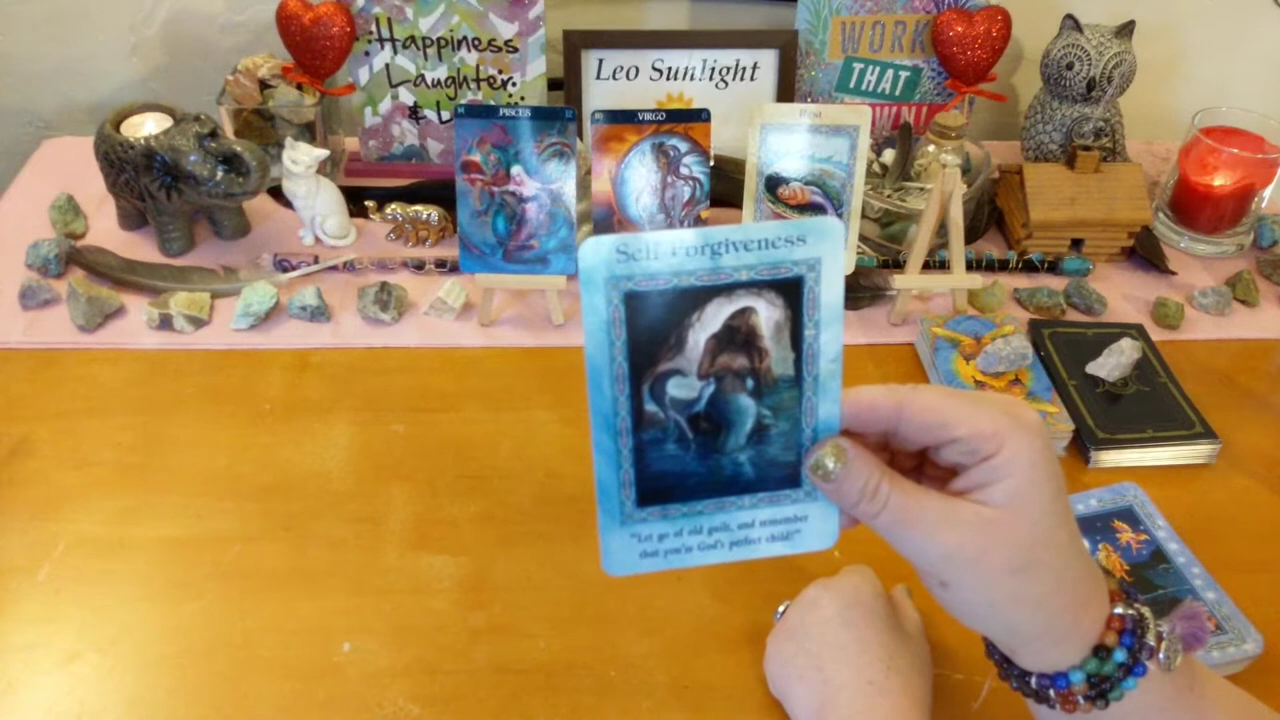 Happiness
Laughter
& L
Leo Sunlight
WORK
THAT
OWN!
PISCES
VIRGO
Rest
Self-Forgiveness
"Let go of old guilt, and remember
that you're God's perfect child!"